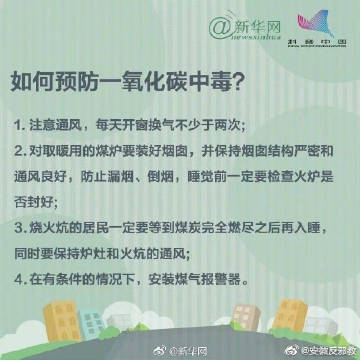 @新华网
newsxinhua
科普中国
如何预防一氧化碳中毒?
1.注意通风，每天开窗换气不少于两次;
2.对取暖用的煤炉要装好烟囱，并保持烟囱结构严密和
通风良好，防止漏烟、倒烟，睡觉前一定要检查火炉是
否封好;
3.烧火炕的居民一定要等到煤炭完全燃尽之后再入睡，
同时要保持炉灶和火炕的通风;
4.在有条件的情况下，安装煤气报警器。
@新华网
@安徽反邪教